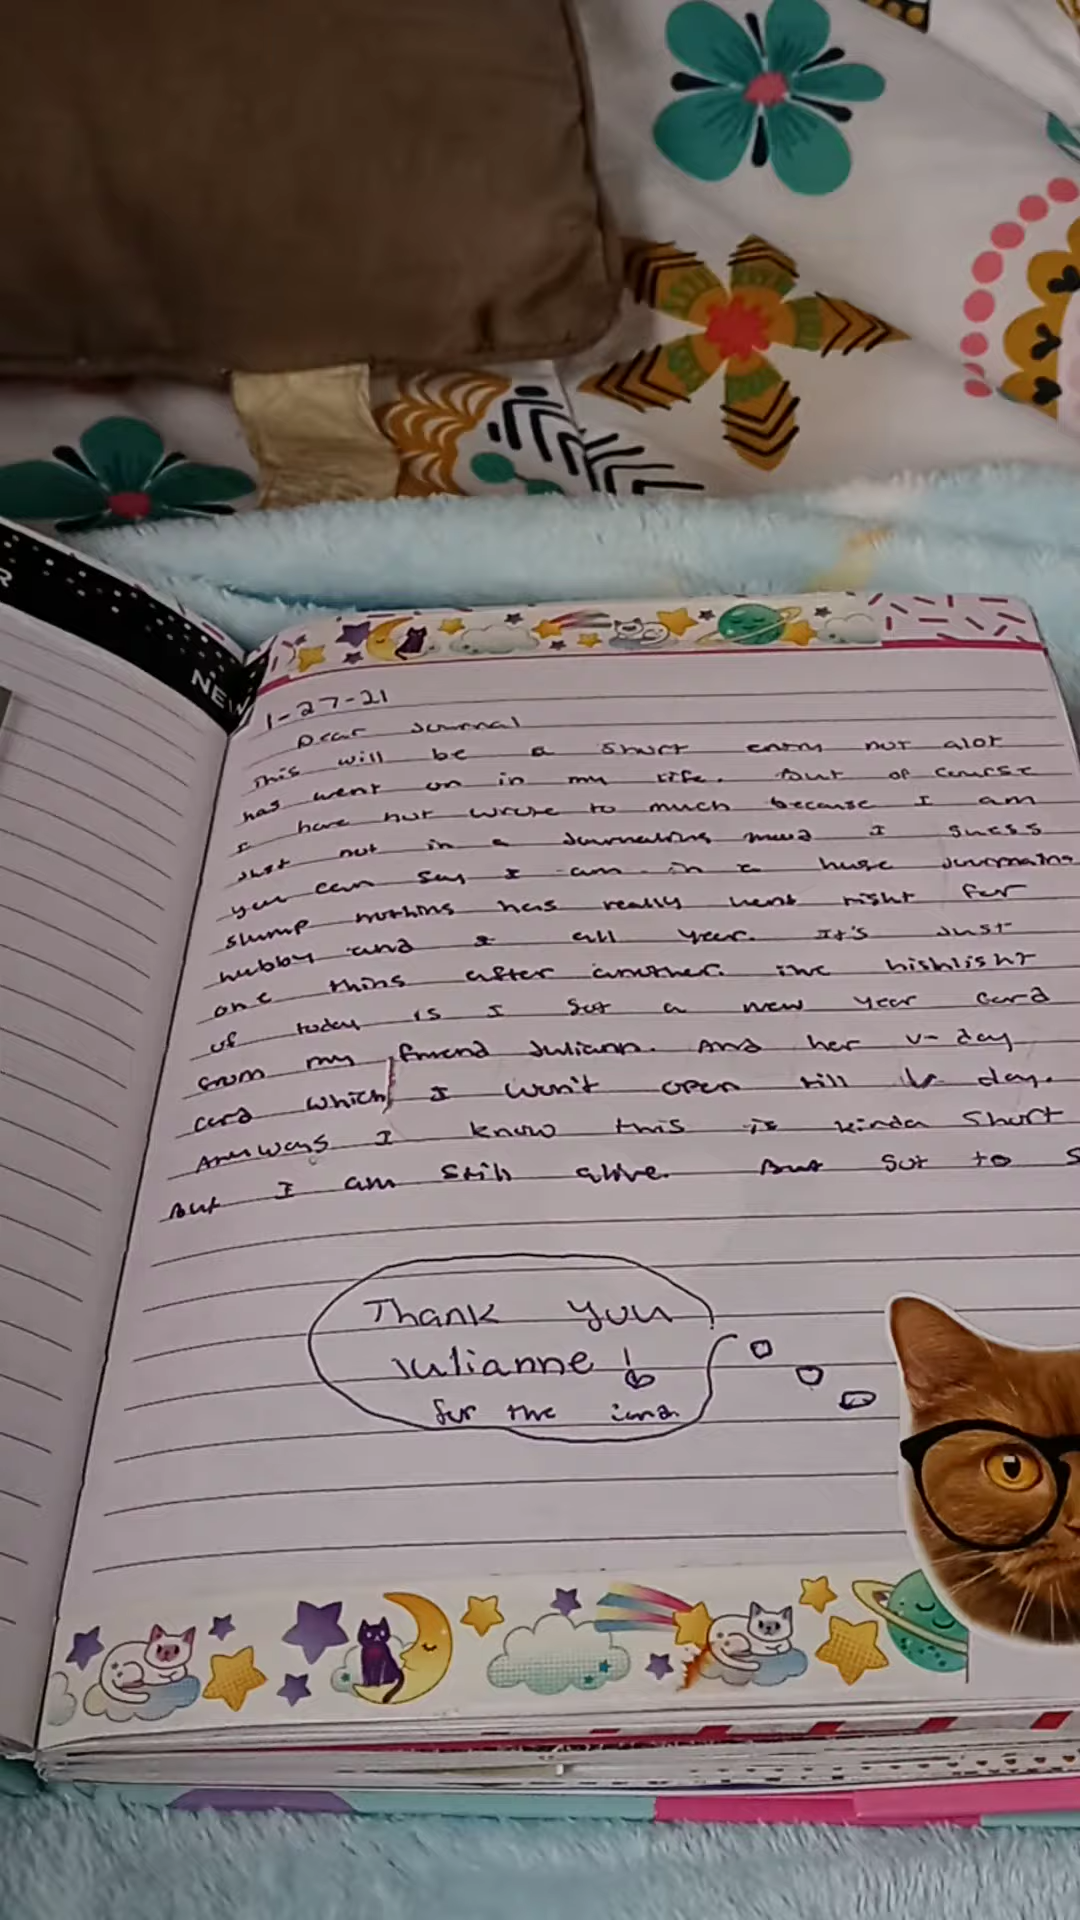 R
NEW
1-27-21
Dear Journal
This will be a short entry not alot
has went on in my life. But of course
I have not wrote to much because I am
Just not in a Journaling mood I guess
you can say I am in a huge Journaling
slump nothing has really went right for
hubby and I all year. It's Just
one thing after another. The highlight
of today is I got a new year card
from my friend Juliann. And her v-day
card which I won't open till v day.
Anyways I know this is kinda short
But I am still alive. But got to
Thank you
Julianne!
for the